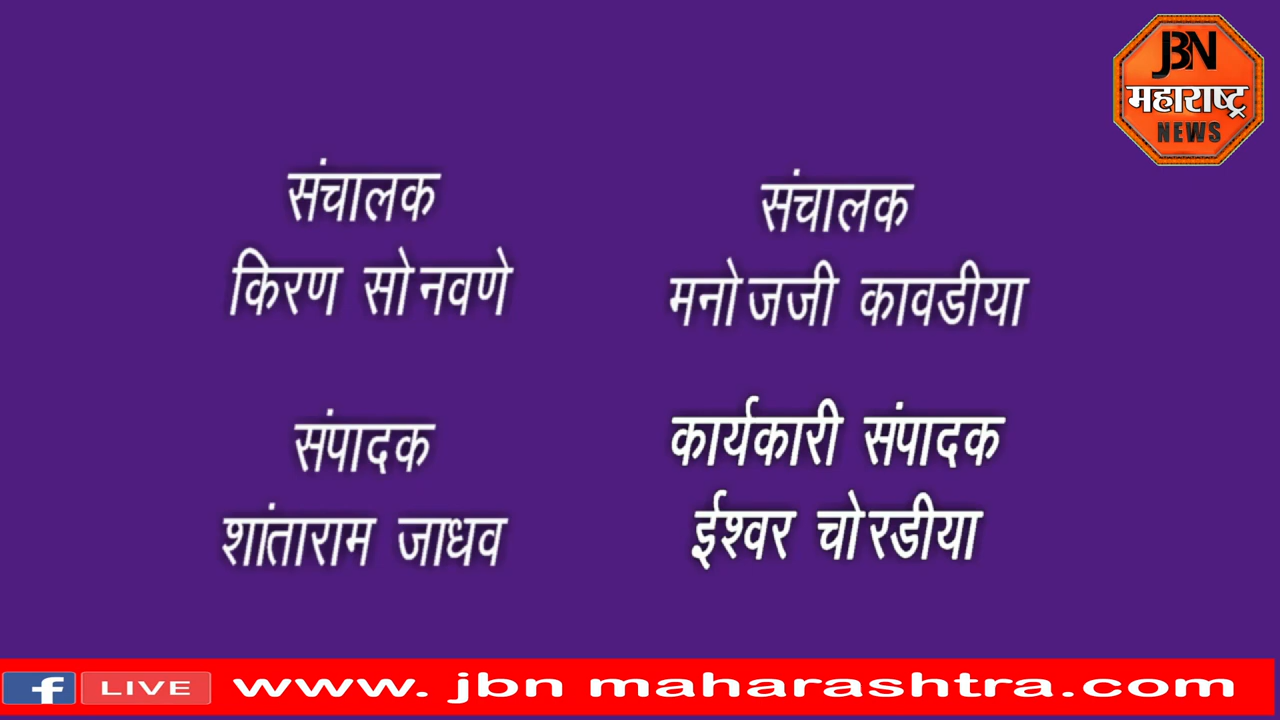 JBN
महाराष्ट्र
NEWS
संचालक
किरण सोनवणे
संचालक
मनोजजी कावडीया
संपादक
शांताराम जाधव
कार्यकारी संपादक
ईश्वर चोरडीया
f LIVE www. jbn maharashtra.com